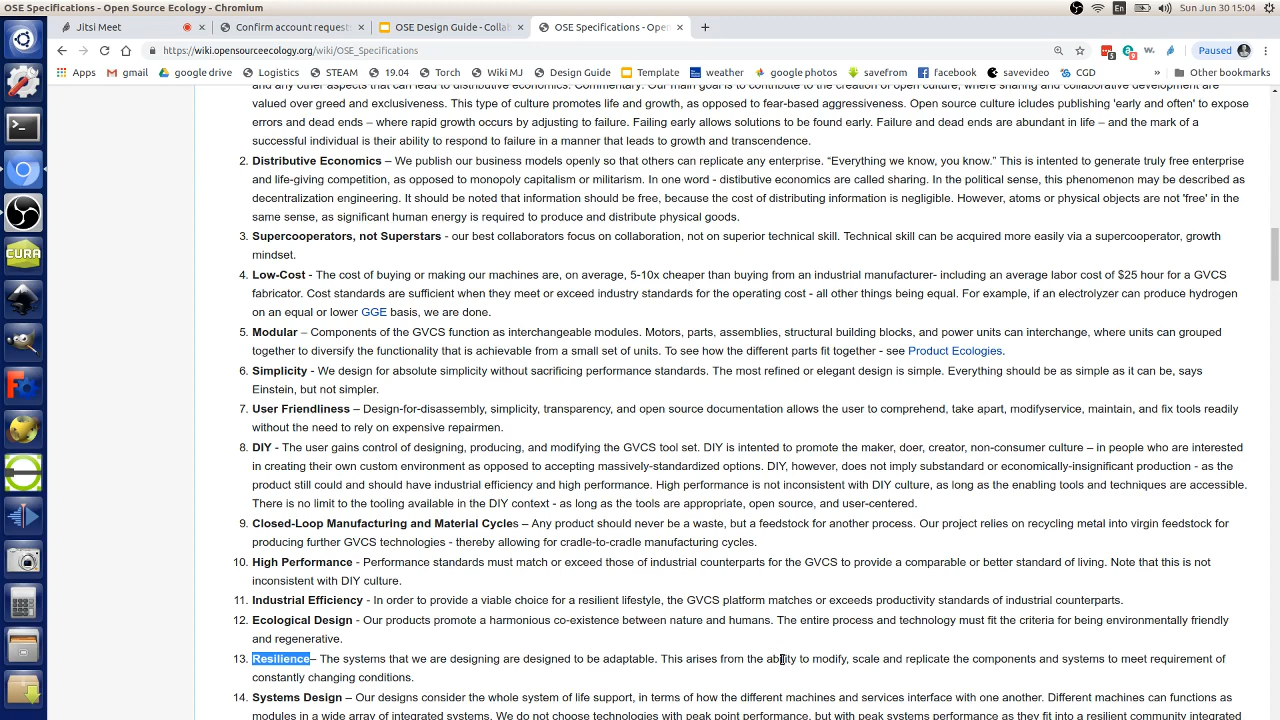 OSE Specifications - Open Source Ecology - Chromium
En
Sun Jun 30 15:04
Jitsi Meet
Confirm account request
OSE Design Guide - Collab
OSE Specifications - Open
https://wiki.opensourceecology.org/wiki/OSE_Specifications
Paused
Apps
gmail
google drive
Logistics
STEAM
19.04
Torch
Wiki MJ
Design Guide
Template
weather
google photos
savefrom
facebook
savevideo
CGD
»
Other bookmarks
and any other aspects that can lead to distributive economics. Commentary: Our main goal is to contribute to the creation of open culture, where sharing and collaborative development are
valued over greed and exclusiveness. This type of culture promotes life and growth, as opposed to fear-based aggressiveness. Open source culture icludes publishing 'early and often' to expose
errors and dead ends – where rapid growth occurs by adjusting to failure. Failing early allows solutions to be found early. Failure and dead ends are abundant in life – and the mark of a
successful individual is their ability to respond to failure in a manner that leads to growth and transcendence.
2. Distributive Economics – We publish our business models openly so that others can replicate any enterprise. “Everything we know, you know.” This is intended to generate truly free enterprise
and life-giving competition, as opposed to monopoly capitalism or militarism. In one word - distibutive economics are called sharing. In the political sense, this phenomenon may be described as
decentralization engineering. It should be noted that information should be free, because the cost of distributing information is negligible. However, atoms or physical objects are not 'free' in the
same sense, as significant human energy is required to produce and distribute physical goods.
3. Supercooperators, not Superstars - our best collaborators focus on collaboration, not on superior technical skill. Technical skill can be acquired more easily via a supercooperator, growth
mindset.
4. Low-Cost - The cost of buying or making our machines are, on average, 5-10x cheaper than buying from an industrial manufacturer- including an average labor cost of $25 hour for a GVCS
fabricator. Cost standards are sufficient when they meet or exceed industry standards for the operating cost - all other things being equal. For example, if an electrolyzer can produce hydrogen
on an equal or lower GGE basis, we are done.
5. Modular – Components of the GVCS function as interchangeable modules. Motors, parts, assemblies, structural building blocks, and power units can interchange, where units can grouped
together to diversify the functionality that is achievable from a small set of units. To see how the different parts fit together - see Product Ecologies.
6. Simplicity - We design for absolute simplicity without sacrificing performance standards. The most refined or elegant design is simple. Everything should be as simple as it can be, says
Einstein, but not simpler.
7. User Friendliness – Design-for-disassembly, simplicity, transparency, and open source documentation allows the user to comprehend, take apart, modifyservice, maintain, and fix tools readily
without the need to rely on expensive repairmen.
8. DIY - The user gains control of designing, producing, and modifying the GVCS tool set. DIY is intended to promote the maker, doer, creator, non-consumer culture – in people who are interested
in creating their own custom environment as opposed to accepting massively-standardized options. DIY, however, does not imply substandard or economically-insignificant production - as the
product still could and should have industrial efficiency and high performance. High performance is not inconsistent with DIY culture, as long as the enabling tools and techniques are accessible.
There is no limit to the tooling available in the DIY context - as long as the tools are appropriate, open source, and user-centered.
9. Closed-Loop Manufacturing and Material Cycles – Any product should never be a waste, but a feedstock for another process. Our project relies on recycling metal into virgin feedstock for
producing further GVCS technologies - thereby allowing for cradle-to-cradle manufacturing cycles.
10. High Performance - Performance standards must match or exceed those of industrial counterparts for the GVCS to provide a comparable or better standard of living. Note that this is not
inconsistent with DIY culture.
11. Industrial Efficiency - In order to provide a viable choice for a resilient lifestyle, the GVCS platform matches or exceeds productivity standards of industrial counterparts.
12. Ecological Design - Our products promote a harmonious co-existence between nature and humans. The entire process and technology must fit the criteria for being environmentally friendly
and regenerative.
13. Resilience– The systems that we are designing are designed to be adaptable. This arises from the ability to modify, scale, and replicate the components and systems to meet requirement of
constantly changing conditions.
14. Systems Design – Our designs consider the whole system of life support, in terms of how the different machines and services interface with one another. Different machines can functions as
modules in a wide array of integrated systems. We do not choose technologies with peak point performance, but with peak systems performance as they fit into a resilient community integrated
CURA